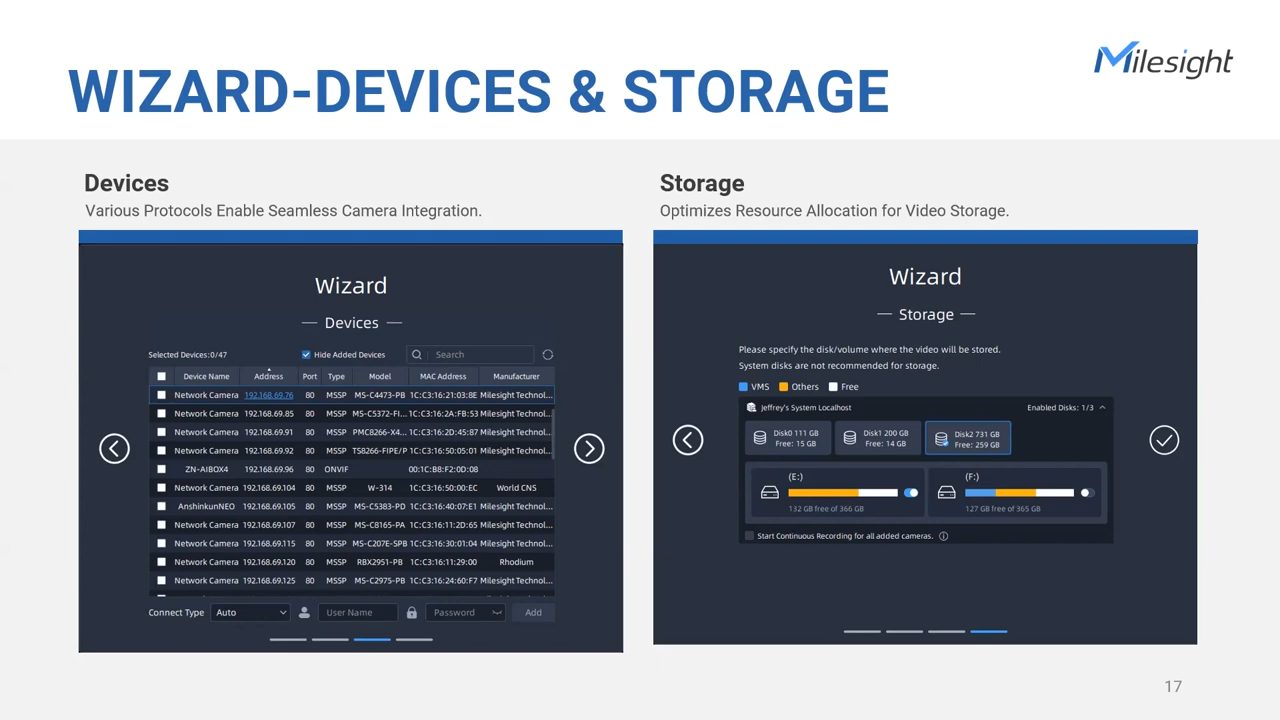 WIZARD-DEVICES & STORAGE
Milesight
Devices
Various Protocols Enable Seamless Camera Integration.
Wizard
Devices
Selected Devices:0/47 Hide Added Devices Search
Device Name Address Port Type Model MAC Address Manufacturer
Network Camera 192.168.69.76 80 MSSP MS-C4473-PB 1C:C3:16:21:03:8E Milesight Technol...
Network Camera 192.168.69.85 80 MSSP MS-C5372-FI... 1C:C3:16:2A:FB:53 Milesight Technol...
Network Camera 192.168.69.91 80 MSSP PMC8266-X4... 1C:C3:16:2D:45:87 Milesight Technol...
Network Camera 192.168.69.92 80 MSSP TS8266-FIPE/P 1C:C3:16:50:05:01 Milesight Technol...
ZN-AIBOX4 192.168.69.96 80 ONVIF 00:1C:B8:F2:0D:08
Network Camera 192.168.69.104 80 MSSP W-314 1C:C3:16:50:00:EC World CNS
AnshinkunNEO 192.168.69.105 80 MSSP MS-C5383-PD 1C:C3:16:40:07:E1 Milesight Technol...
Network Camera 192.168.69.107 80 MSSP MS-C8165-PA 1C:C3:16:11:2D:65 Milesight Technol...
Network Camera 192.168.69.115 80 MSSP MS-C207E-SPB 1C:C3:16:30:01:04 Milesight Technol...
Network Camera 192.168.69.120 80 MSSP RBX2951-PB 1C:C3:16:11:29:00 Rhodium
Network Camera 192.168.69.125 80 MSSP MS-C2975-PB 1C:C3:16:24:60:F7 Milesight Technol...
Connect Type Auto User Name Password Add
Storage
Optimizes Resource Allocation for Video Storage.
Wizard
Storage
Please specify the disk/volume where the video will be stored.
System disks are not recommended for storage.
VMS Others Free
Jeffrey's System Localhost Enabled Disks: 1/3
Disk0 111 GB
Free: 15 GB
Disk1 200 GB
Free: 14 GB
Disk2 731 GB
Free: 259 GB
(E:)
132 GB free of 366 GB
(F:)
127 GB free of 365 GB
Start Continuous Recording for all added cameras.
17